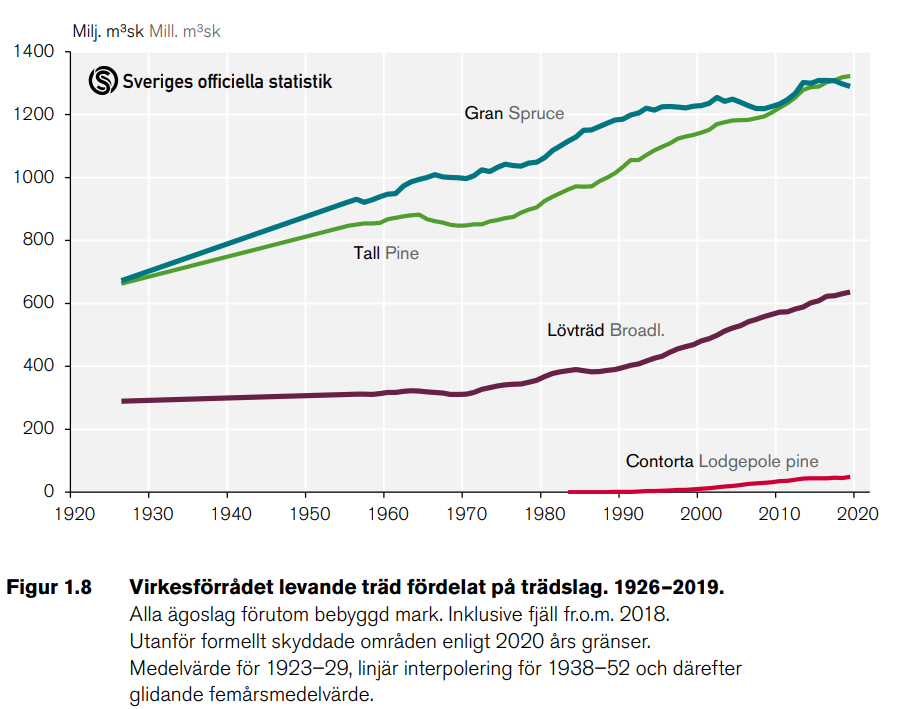 Milj. m³sk Mill. m³sk
1400
Sveriges officiella statistik
1200
Gran Spruce
1000
800
Tall Pine
600
Lövträd Broadl.
400
200
Contorta Lodgepole pine
0
1920 1930 1940 1950 1960 1970 1980 1990 2000 2010 2020
Figur 1.8 Virkesförrådet levande träd fördelat på trädslag. 1926–2019.
Alla ägoslag förutom bebyggd mark. Inklusive fjäll fr.o.m. 2018.
Utanför formellt skyddade områden enligt 2020 års gränser.
Medelvärde för 1923–29, linjär interpolering för 1938–52 och därefter
glidande femårsmedelvärde.